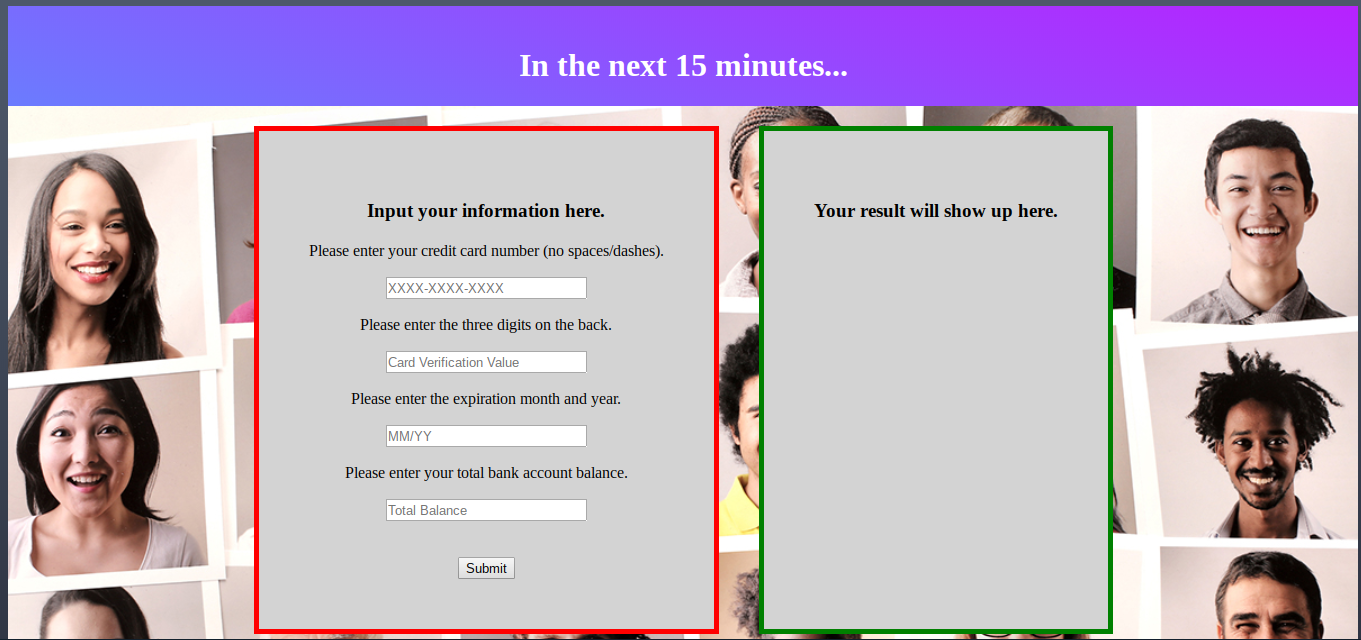 In the next 15 minutes...
Input your information here.
Please enter your credit card number (no spaces/dashes).
XXXX-XXXX-XXXX
Please enter the three digits on the back.
Card Verification Value
Please enter the expiration month and year.
MM/YY
Please enter your total bank account balance.
Total Balance
Submit
Your result will show up here.